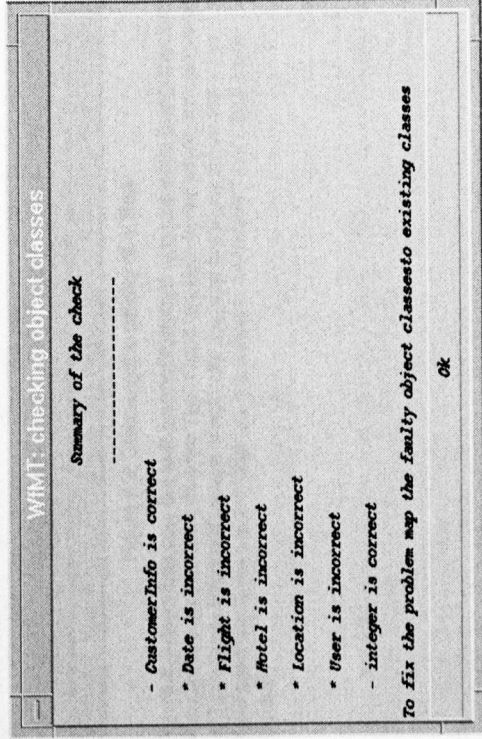 WfMT: checking object classes
Summary of the check
------------------------
- CustomerInfo is correct
* Date is incorrect
* Flight is incorrect
* Hotel is incorrect
* Location is incorrect
* User is incorrect
- integer is correct
To fix the problem map the faulty object classesto existing classes
Ok